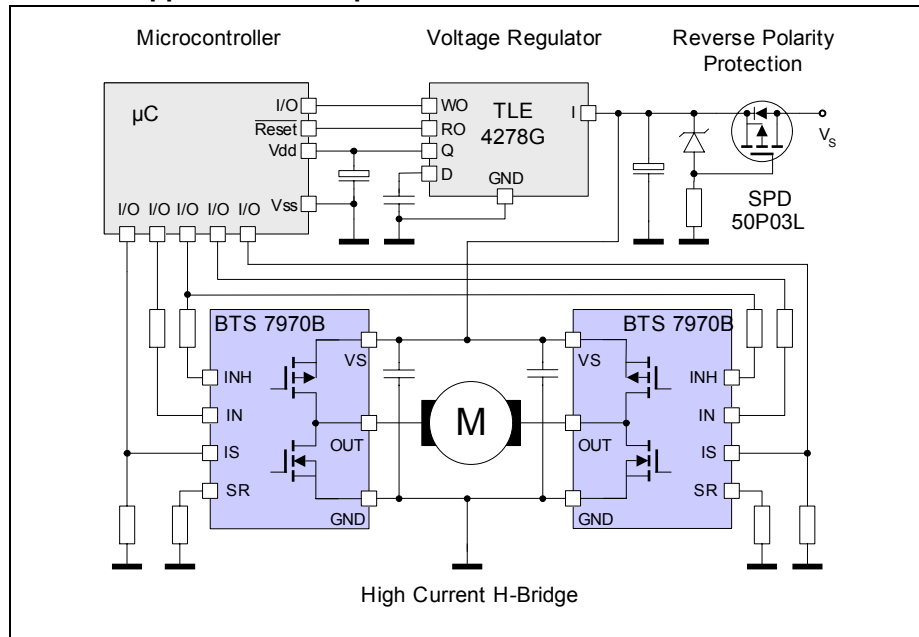 Microcontroller
Voltage Regulator
Reverse Polarity
Protection
µC
I/O
Reset
Vdd
Vss
I/O I/O I/O I/O I/O
WO
RO
Q
D
TLE
4278G
I
GND
V_S
SPD
50P03L
BTS 7970B
VS
INH
IN
IS
SR
OUT
GND
M
BTS 7970B
VS
INH
IN
IS
SR
OUT
GND
High Current H-Bridge